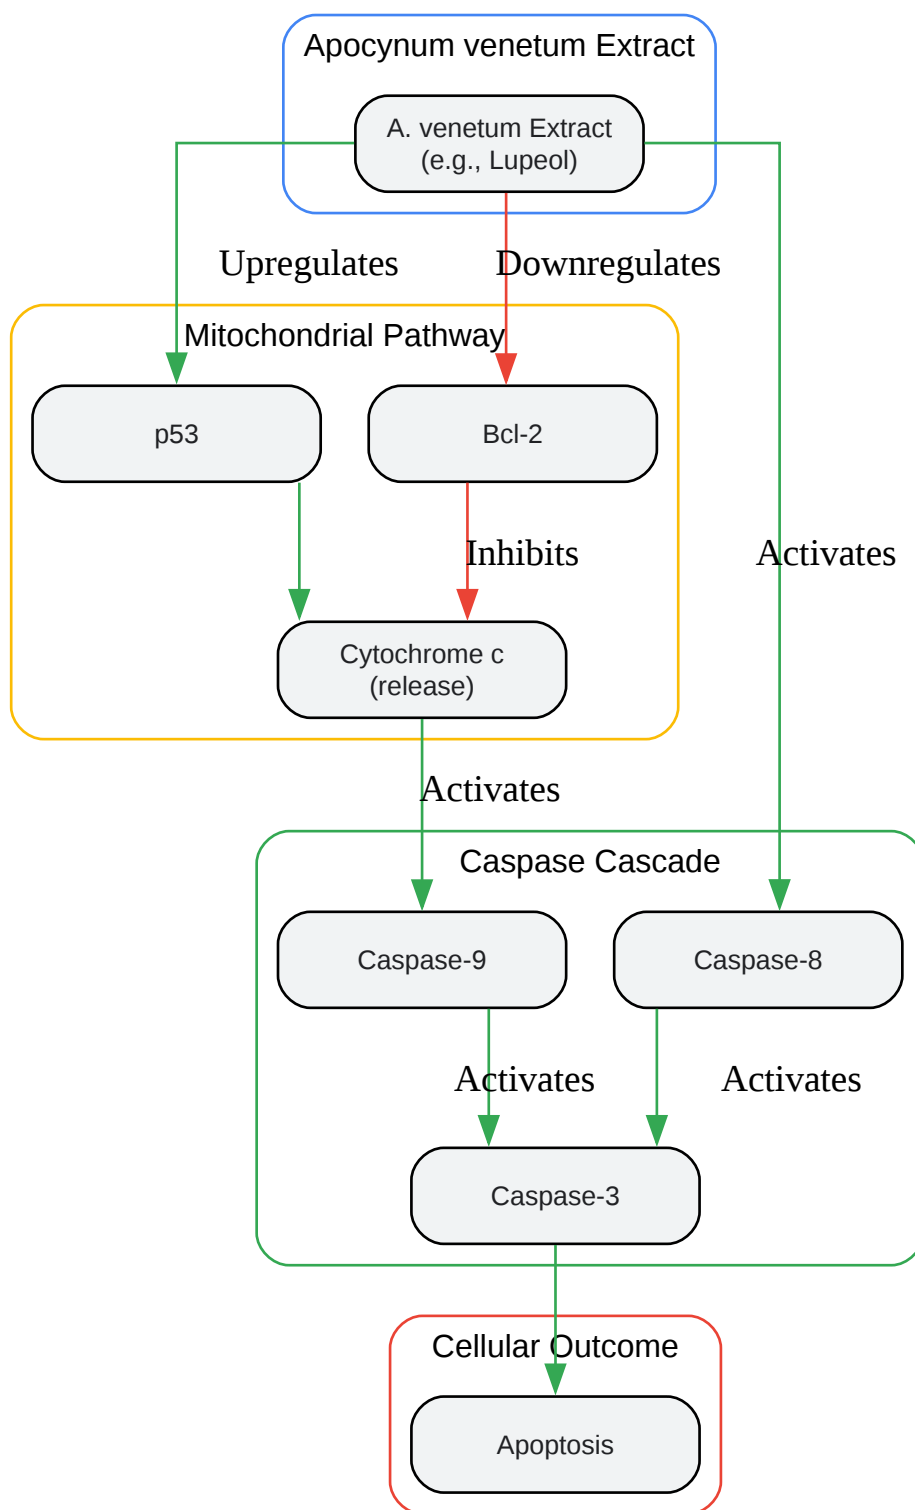 Apocynum venetum Extract
A. venetum Extract
(e.g., Lupeol)
Upregulates
Downregulates
Mitochondrial Pathway
p53
Bcl-2
Inhibits
Activates
Cytochrome c
(release)
Activates
Caspase Cascade
Caspase-9
Caspase-8
Activates
Activates
Caspase-3
Cellular Outcome
Apoptosis